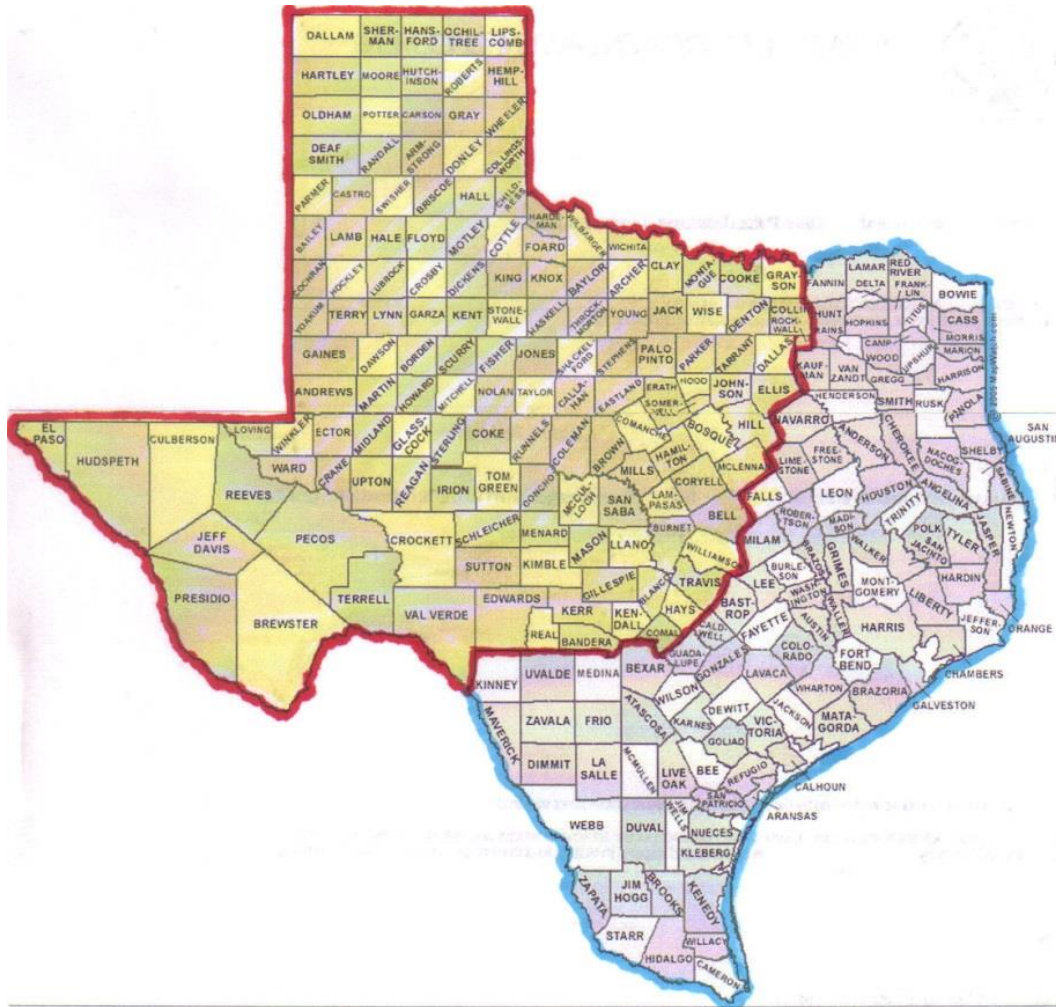 DALLAM
SHER-
MAN
HANS-
FORD
OCHIL-
TREE
LIPS-
COMB
HARTLEY
MOORE
HUTCH-
INSON
ROBERTS
HEMP-
HILL
OLDHAM
POTTER
CARSON
GRAY
WHEELER
DEAF
SMITH
RANDALL
ARM-
STRONG
DONLEY
COLLINGS-
WORTH
PARMER
CASTRO
SWISHER
BRISCOE
HALL
CHILD-
RESS
BAILEY
LAMB
HALE
FLOYD
MOTLEY
COTTLE
HARDE-
MAN
FOARD
WILBARGER
WICHITA
COCHRAN
HOCKLEY
LUBBOCK
CROSBY
DICKENS
KING
KNOX
BAYLOR
ARCHER
CLAY
MONTA
GUE
COOKE
GRAY-
SON
FANNIN
LAMAR
RED
RIVER
DELTA
FRANK-
LIN
BOWIE
YOAKUM
TERRY
LYNN
GARZA
KENT
STONE-
WALL
HASKELL
THROCK-
MORTON
YOUNG
JACK
WISE
DENTON
COLLIN
ROCK-
WALL
HUNT
RAINS
HOPKINS
TITUS
CASS
MORRIS
GAINES
DAWSON
BORDEN
SCURRY
FISHER
JONES
SHACKEL-
FORD
STEPHENS
PALO
PINTO
PARKER
TARRANT
DALLAS
KAUF-
MAN
VAN
ZANDT
CAMP
WOOD
UPSHUR
MARION
GREGG
HARRISON
ANDREWS
MARTIN
HOWARD
MITCHELL
NOLAN
TAYLOR
CALLA-
HAN
EASTLAND
ERATH
HOOD
SOMER-
VELL
JOHN-
SON
ELLIS
HENDERSON
SMITH
RUSK
PANOLA
© 2005 MapWatch.com
EL
PASO
HUDSPETH
CULBERSON
LOVING
WINKLER
ECTOR
MIDLAND
GLASS-
COCK
STERLING
COKE
RUNNELS
COLEMAN
BROWN
COMANCHE
BOSQUE
HILL
NAVARRO
ANDERSON
CHEROKEE
NACOG-
DOCHES
SHELBY
SAN
AUGUSTIN
WARD
CRANE
UPTON
REAGAN
IRION
TOM
GREEN
CONCHO
MCCUL-
LOCH
MILLS
HAMIL-
TON
MCLENNAN
LIME-
STONE
FREE-
STONE
REEVES
JEFF
DAVIS
PECOS
CROCKETT
SCHLEICHER
MENARD
SAN
SABA
LAM-
PASAS
CORYELL
BELL
FALLS
LEON
HOUSTON
ANGELINA
SABINE
NEWTON
JASPER
PRESIDIO
BREWSTER
TERRELL
VAL VERDE
SUTTON
KIMBLE
MASON
LLANO
BURNET
WILLIAMSON
MILAM
ROBER-
TSON
MADI-
SON
TRINITY
POLK
TYLER
SAN
JACINTO
WALKER
EDWARDS
KERR
GILLESPIE
BLANCO
TRAVIS
HAYS
LEE
BURLE-
SON
BRAZOS
GRIMES
MONT-
GOMERY
LIBERTY
HARDIN
REAL
BANDERA
KEN-
DALL
COMAL
CALD-
WELL
BAST-
ROP
FAYETTE
WASH-
INGTON
AUSTIN
WALLER
HARRIS
JEFFER-
SON
ORANGE
CHAMBERS
KINNEY
UVALDE
MEDINA
BEXAR
GUADA-
LUPE
GONZALES
LAVACA
COLO-
RADO
FORT
BEND
GALVESTON
MAVERICK
ZAVALA
FRIO
ATASCOSA
WILSON
KARNES
DEWITT
VIC-
TORIA
JACKSON
WHARTON
MATA-
GORDA
BRAZORIA
DIMMIT
LA
SALLE
MCMULLEN
LIVE
OAK
BEE
GOLIAD
REFUGIO
CALHOUN
WEBB
DUVAL
JIM
WELLS
SAN
PATRICIO
ARANSAS
NUECES
KLEBERG
ZAPATA
JIM
HOGG
BROOKS
KENEDY
STARR
HIDALGO
WILLACY
CAMERON